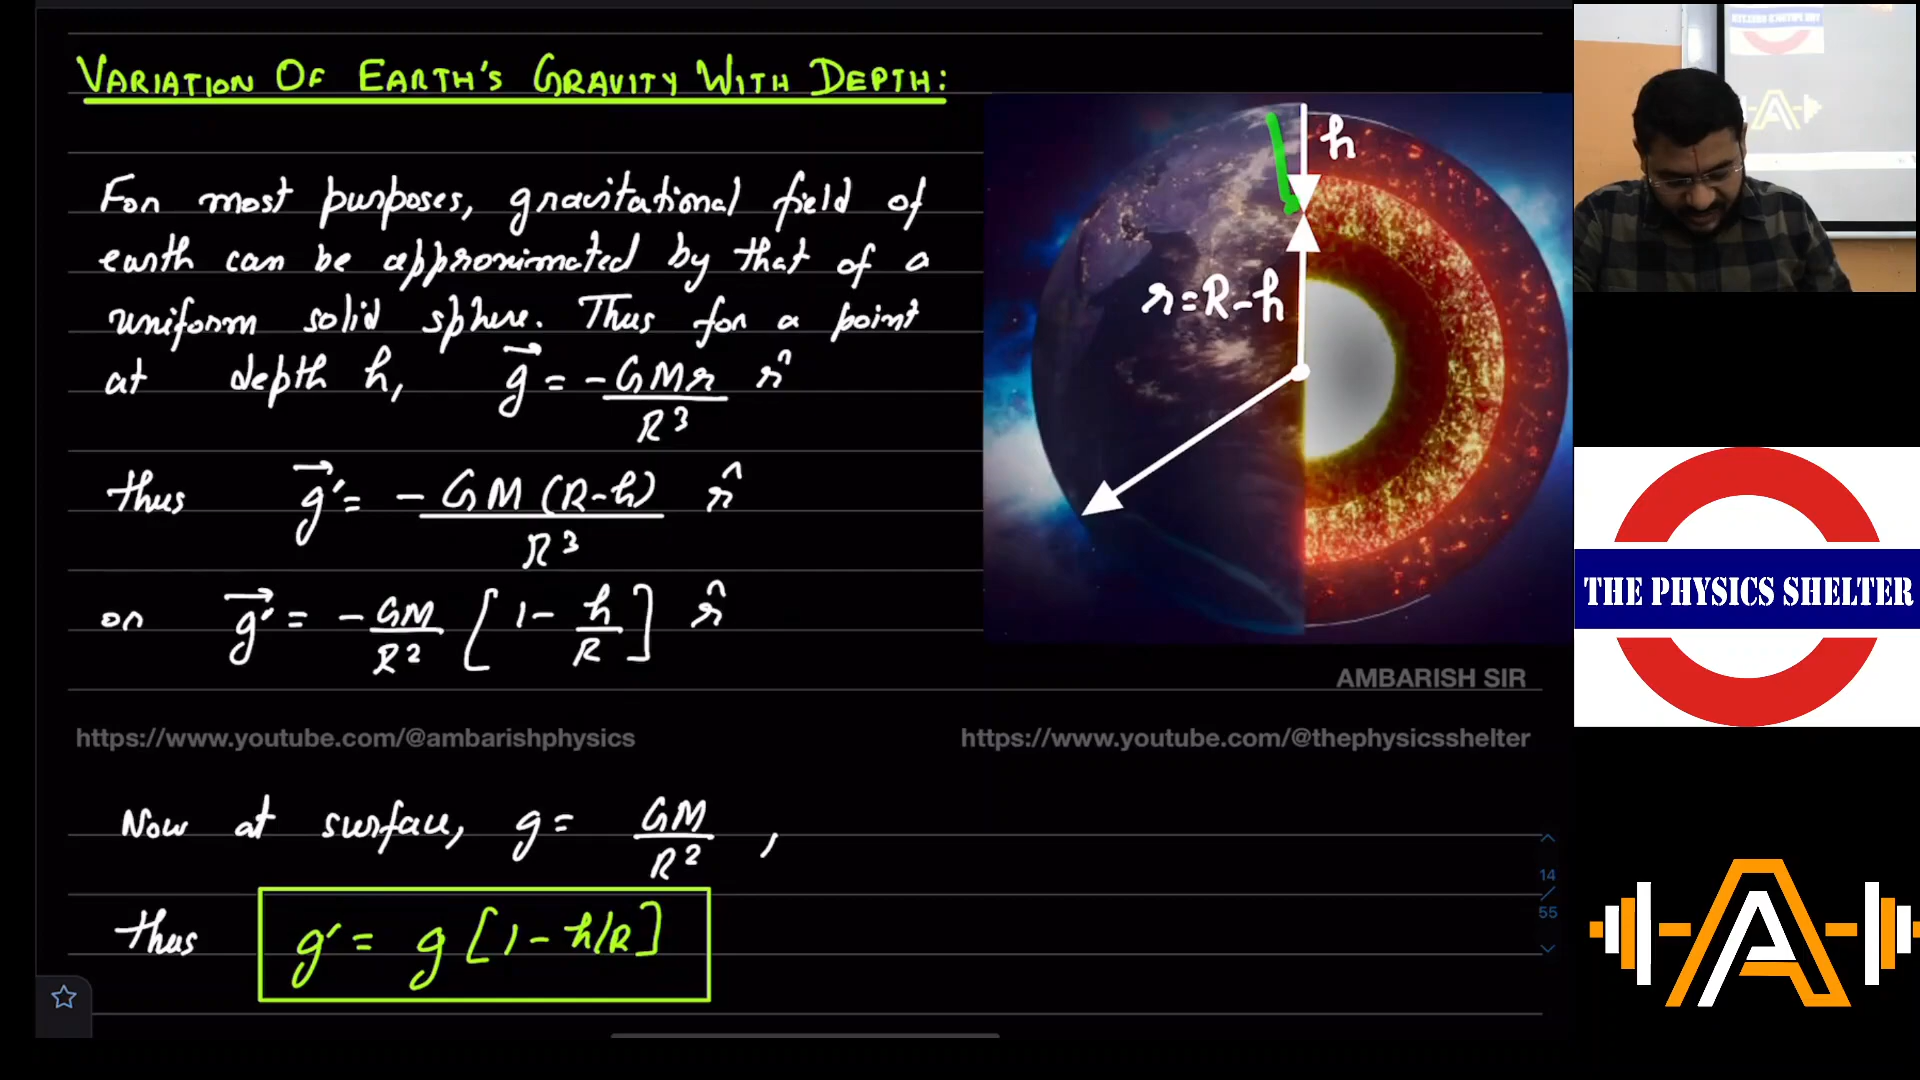 VARIATION OF EARTH'S GRAVITY WITH DEPTH:
For most purposes, gravitational field of
earth can be approximated by that of a
uniform solid sphere. Thus for a point
at depth h, g⃗ = -GMr/R³ r̂
thus g⃗' = -GM(R-h)/R³ r̂
or g⃗' = -GM/R² [1 - h/R] r̂
h
r=R-h
AMBARISH SIR
https://www.youtube.com/@ambarishphysics
https://www.youtube.com/@thephysicsshelter
Now at surface, g = GM/R² ,
thus g' = g [1 - h/R]
14
55
THE PHYSICS SHELTER
A